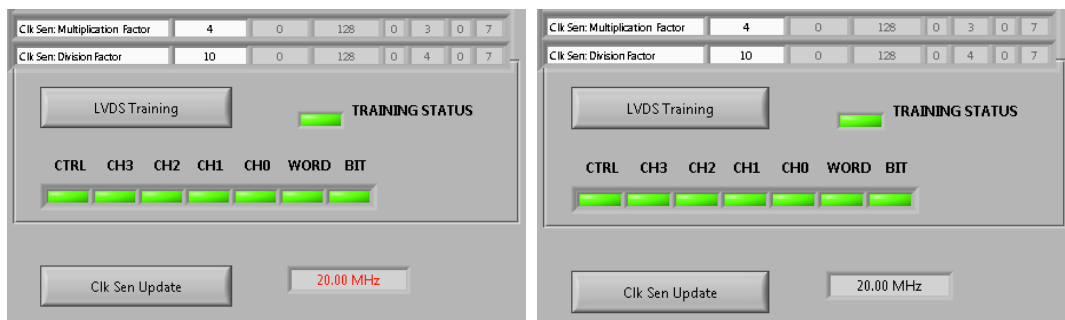 Clk Sen: Multiplication Factor 4 0 128 0 3 0 7
Clk Sen: Division Factor 10 0 128 0 4 0 7
LVDS Training
TRAINING STATUS
CTRL CH3 CH2 CH1 CH0 WORD BIT
Clk Sen Update
20.00 MHz
Clk Sen: Multiplication Factor 4 0 128 0 3 0 7
Clk Sen: Division Factor 10 0 128 0 4 0 7
LVDS Training
TRAINING STATUS
CTRL CH3 CH2 CH1 CH0 WORD BIT
Clk Sen Update
20.00 MHz